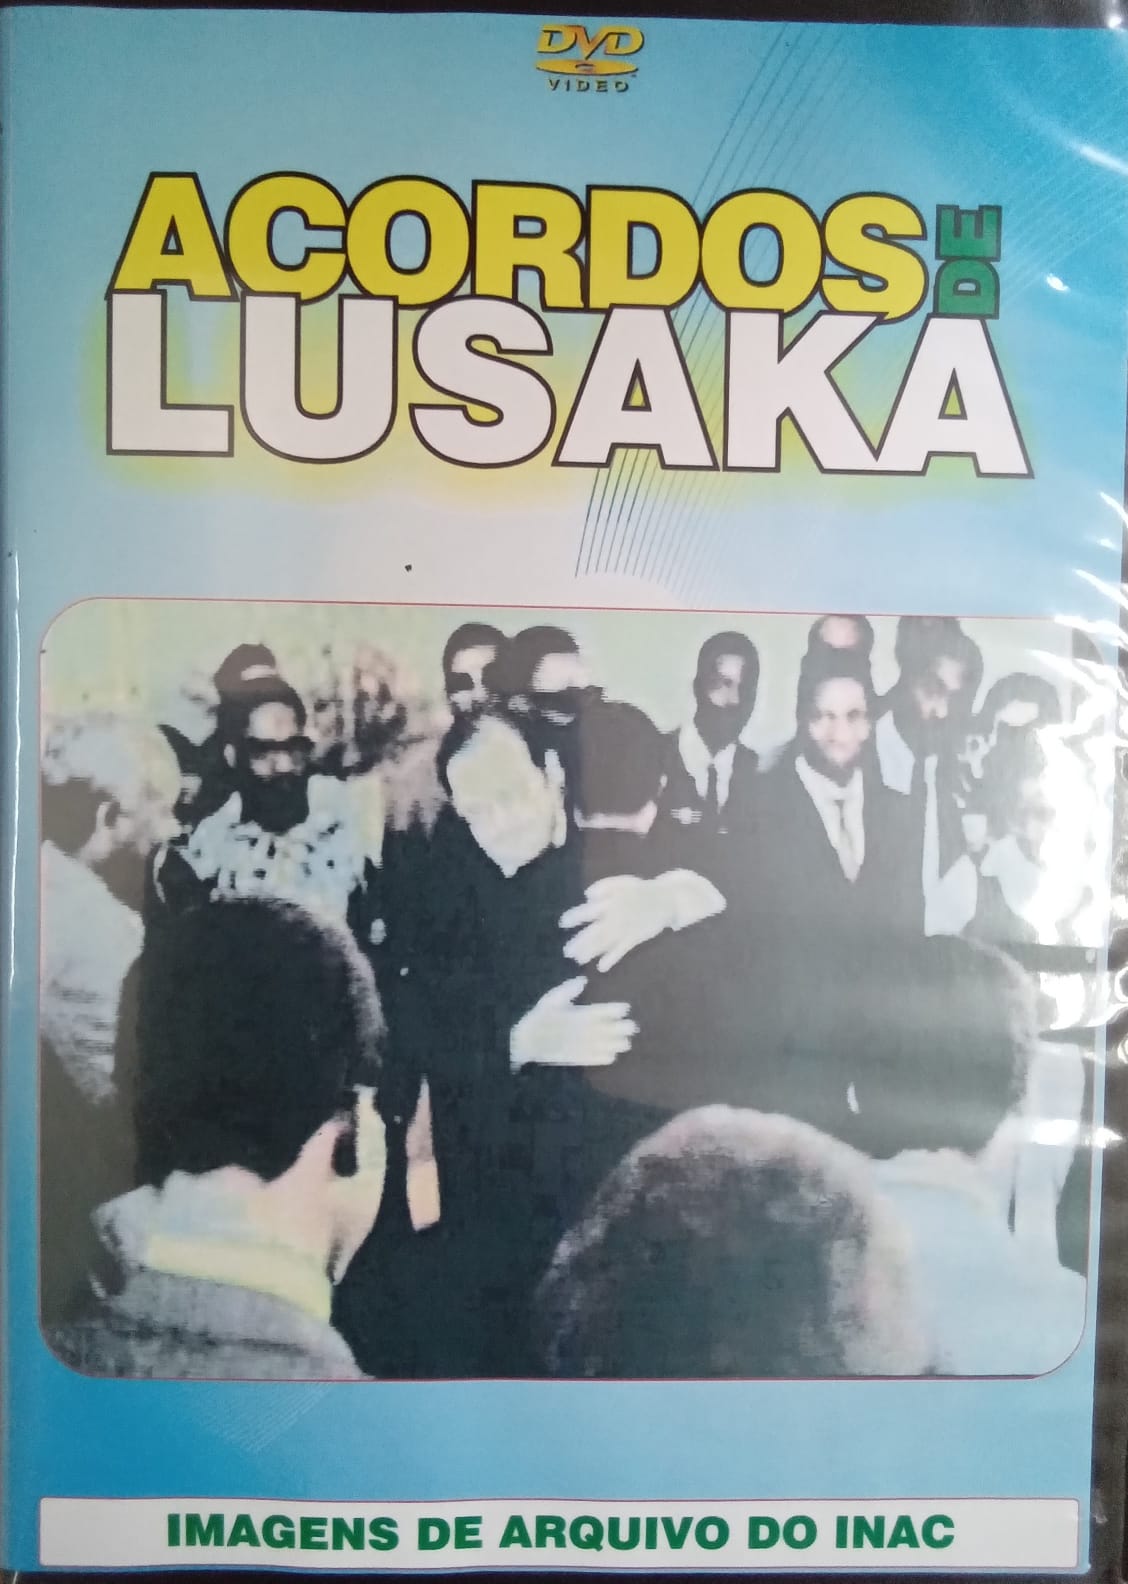 DVD
VIDEO
ACORDOS DE
LUSAKA
IMAGENS DE ARQUIVO DO INAC